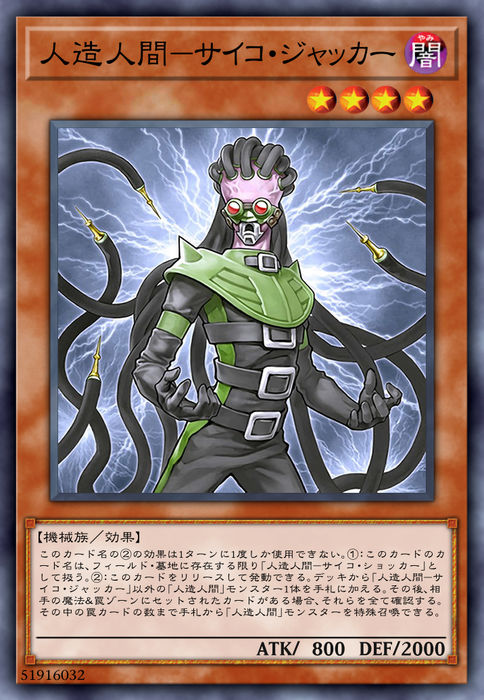 人造人間－サイコ・ジャッカー
やみ
闇
【機械族／効果】
このカード名の②の効果は1ターンに1度しか使用できない。①：このカードのカ
ード名は、フィールド・墓地に存在する限り「人造人間－サイコ・ショッカー」と
して扱う。②：このカードをリリースして発動できる。デッキから「人造人間－サ
イコ・ジャッカー」以外の「人造人間」モンスター1体を手札に加える。その後、相
手の魔法&罠ゾーンにセットされたカードがある場合、それらを全て確認する。
その中の罠カードの数まで手札から「人造人間」モンスターを特殊召喚できる。
ATK/ 800 DEF/2000
51916032